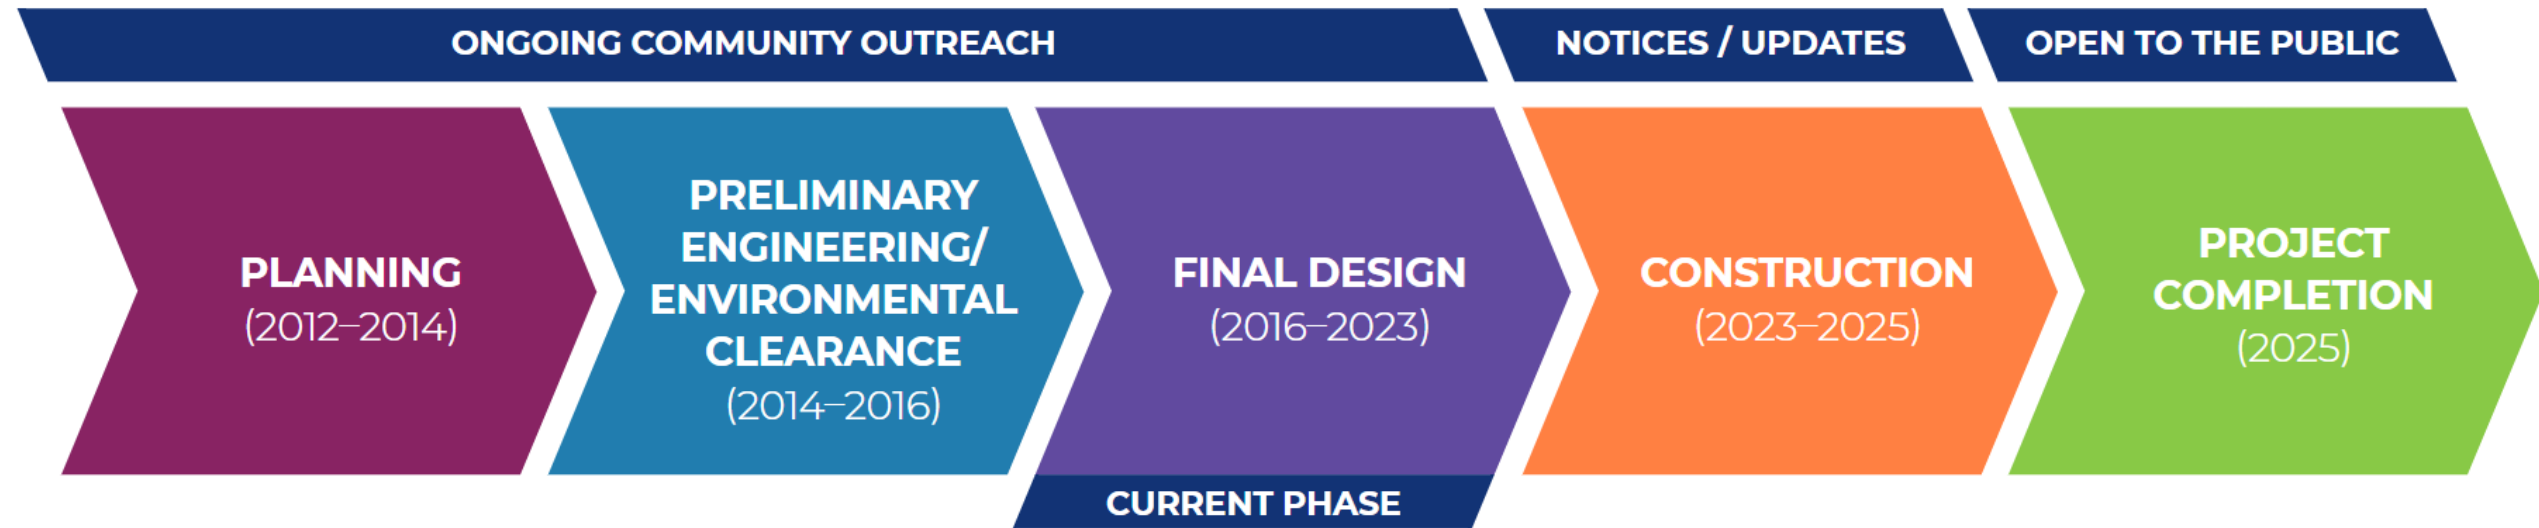 ONGOING COMMUNITY OUTREACH
NOTICES / UPDATES
OPEN TO THE PUBLIC
PLANNING
(2012–2014)
PRELIMINARY
ENGINEERING/
ENVIRONMENTAL
CLEARANCE
(2014–2016)
FINAL DESIGN
(2016–2023)
CONSTRUCTION
(2023–2025)
PROJECT
COMPLETION
(2025)
CURRENT PHASE